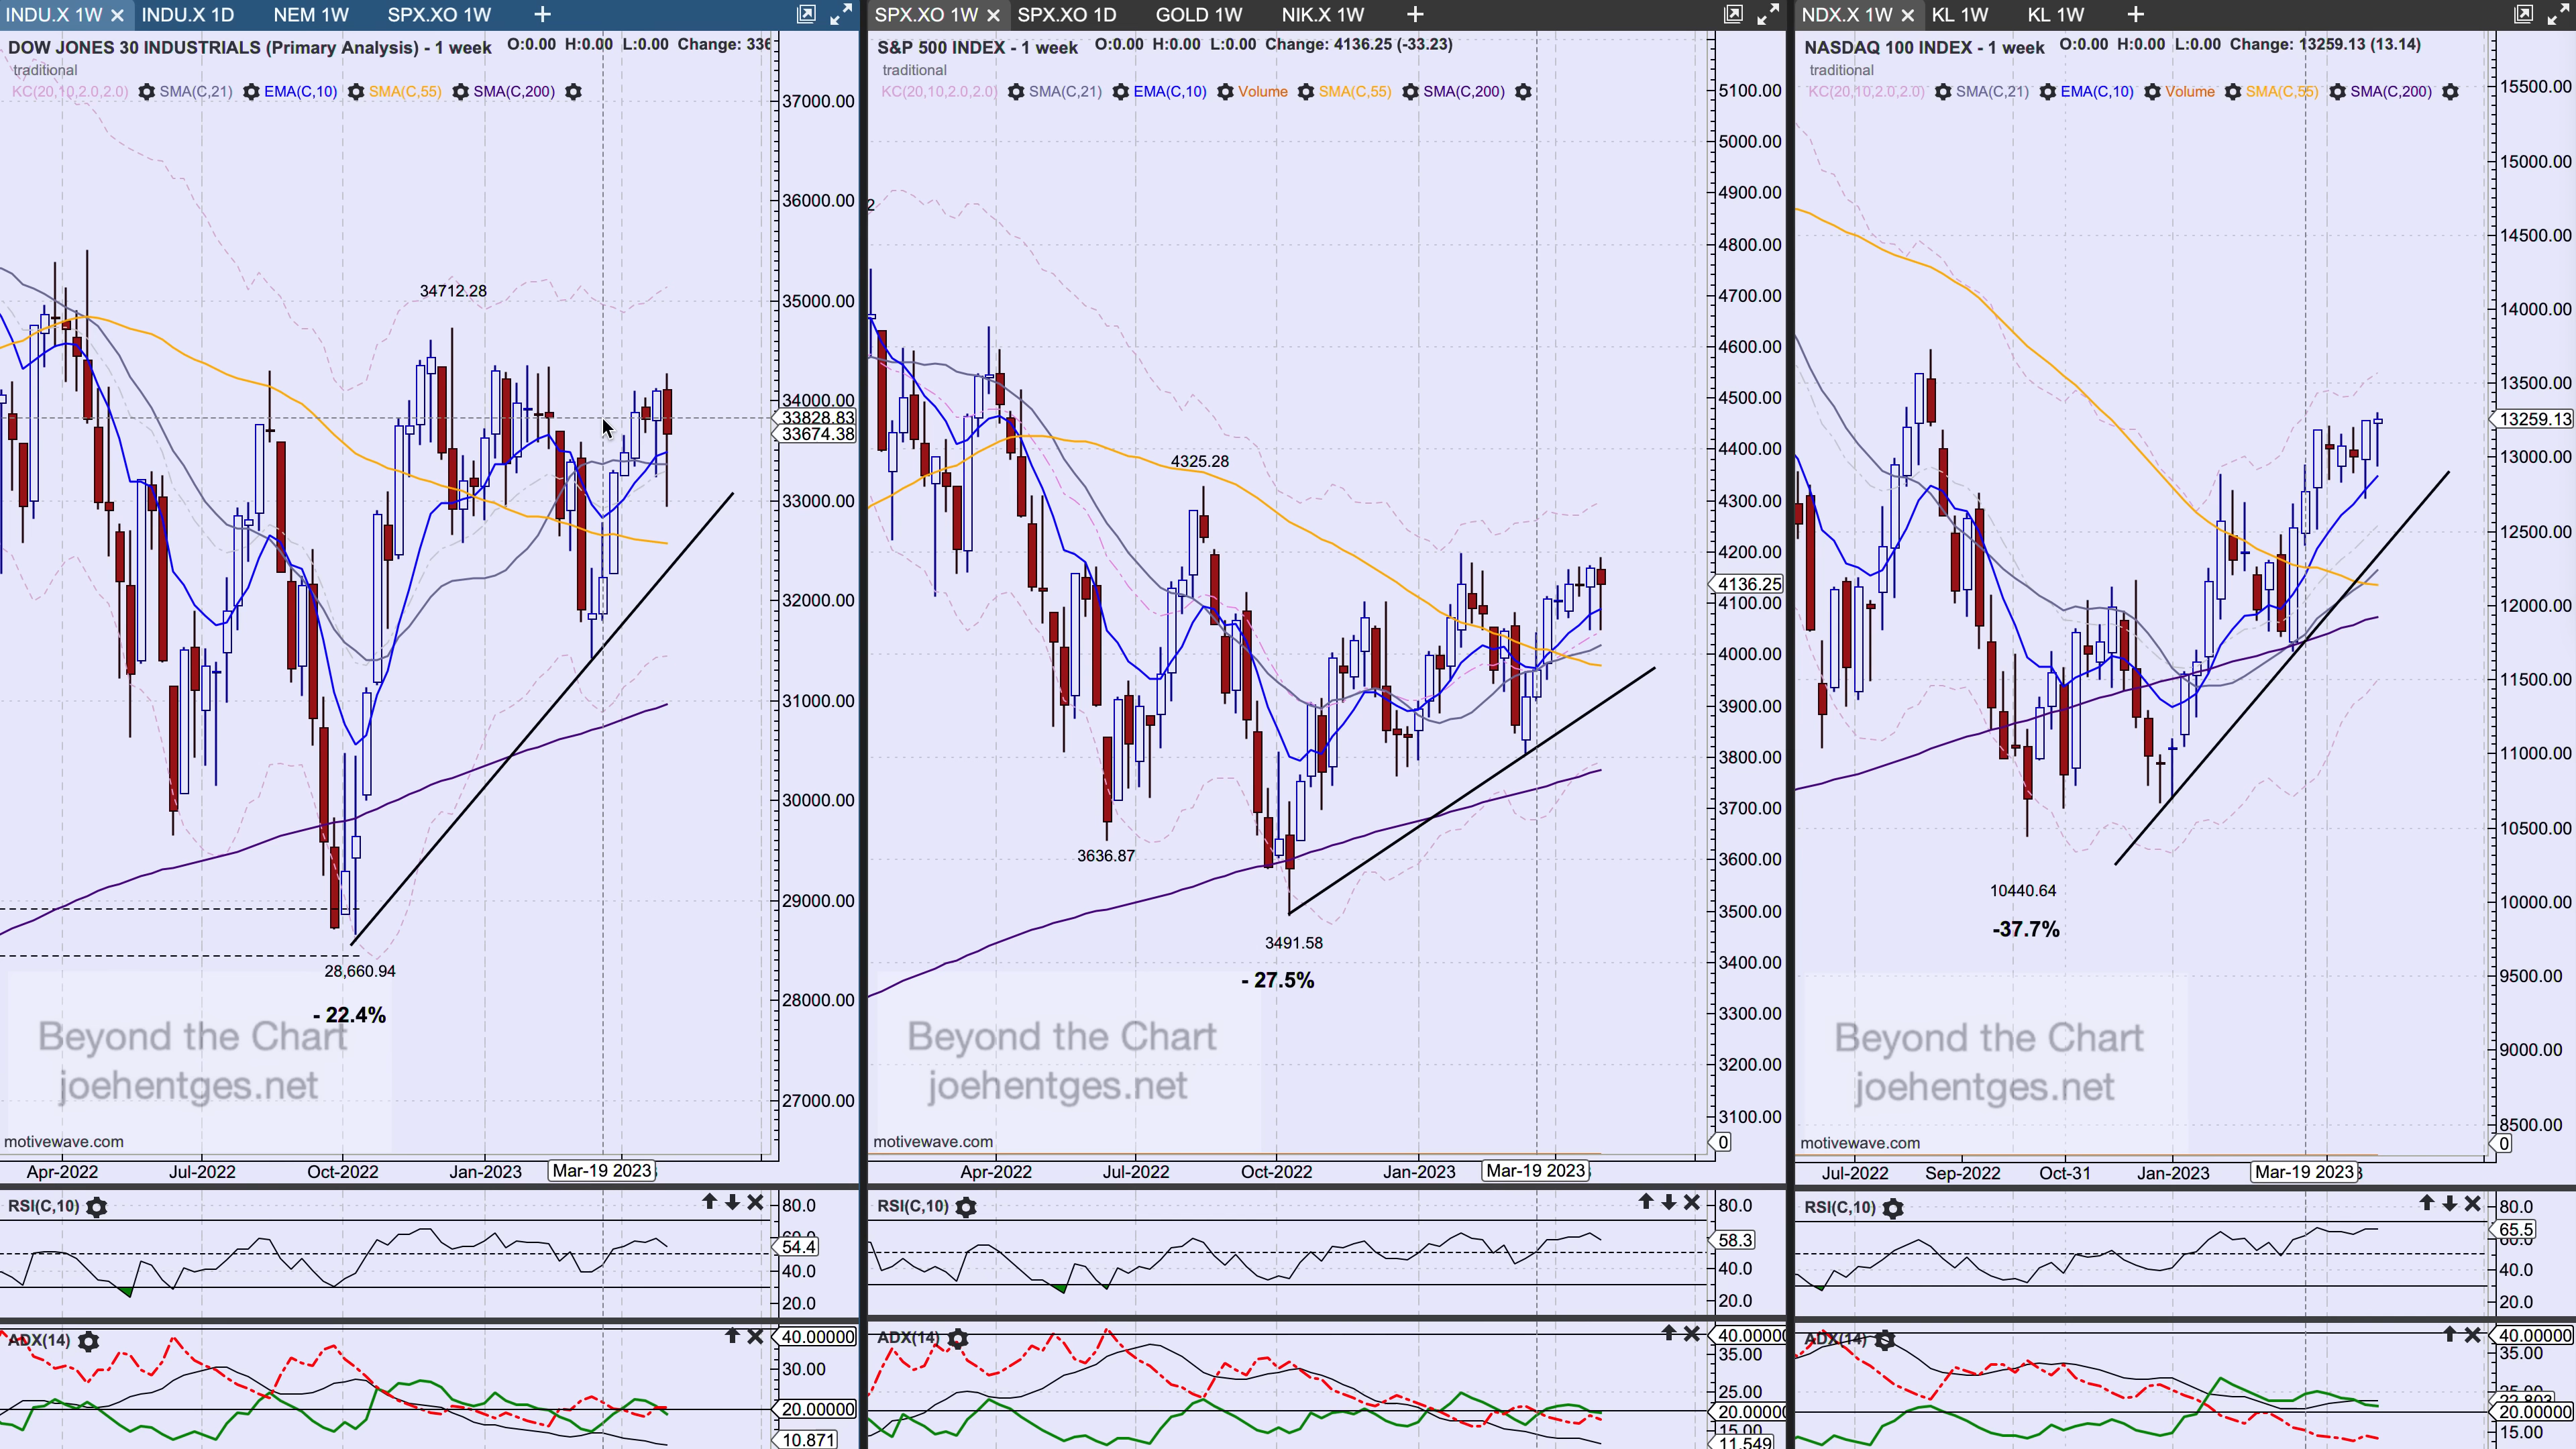 INDU.X 1W
INDU.X 1D
NEM 1W
SPX.XO 1W
DOW JONES 30 INDUSTRIALS (Primary Analysis) - 1 week O:0.00 H:0.00 L:0.00 Change: 336
traditional
KC(20,10,2.0,2.0) SMA(C,21) EMA(C,10) SMA(C,55) SMA(C,200)
37000.00
36000.00
35000.00
34000.00
33828.83
33674.38
33000.00
32000.00
31000.00
30000.00
29000.00
28000.00
27000.00
34712.28
28,660.94
- 22.4%
Beyond the Chart
joehentges.net
motivewave.com
Apr-2022 Jul-2022 Oct-2022 Jan-2023 Mar-19 2023
RSI(C,10)
80.0
54.4
40.0
20.0
ADX(14)
40.00000
30.00
20.00000
10.871
SPX.XO 1W
SPX.XO 1D
GOLD 1W
NIK.X 1W
S&P 500 INDEX - 1 week O:0.00 H:0.00 L:0.00 Change: 4136.25 (-33.23)
traditional
KC(20,10,2.0,2.0) SMA(C,21) EMA(C,10) Volume SMA(C,55) SMA(C,200)
2
5100.00
5000.00
4900.00
4800.00
4700.00
4600.00
4500.00
4400.00
4300.00
4200.00
4136.25
4100.00
4000.00
3900.00
3800.00
3700.00
3600.00
3500.00
3400.00
3300.00
3200.00
3100.00
0
4325.28
3636.87
3491.58
- 27.5%
Beyond the Chart
joehentges.net
motivewave.com
Apr-2022 Jul-2022 Oct-2022 Jan-2023 Mar-19 2023
RSI(C,10)
80.0
58.3
40.0
20.0
ADX(14)
40.0000
35.00
25.00
20.0000
15.00
11.549
NDX.X 1W
KL 1W
KL 1W
NASDAQ 100 INDEX - 1 week O:0.00 H:0.00 L:0.00 Change: 13259.13 (13.14)
traditional
KC(20,10,2.0,2.0) SMA(C,21) EMA(C,10) Volume SMA(C,55) SMA(C,200)
15500.00
15000.00
14500.00
14000.00
13500.00
13259.13
13000.00
12500.00
12000.00
11500.00
11000.00
10500.00
10000.00
9500.00
9000.00
8500.00
0
10440.64
-37.7%
Beyond the Chart
joehentges.net
motivewave.com
Jul-2022 Sep-2022 Oct-31 Jan-2023 Mar-19 2023
RSI(C,10)
80.0
65.5
40.0
20.0
ADX(14)
40.00000
35.00
20.00000
15.00